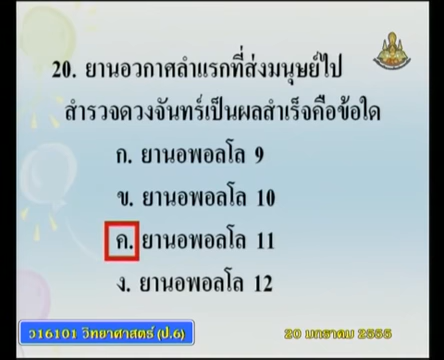 20. ยานอวกาศลำแรกที่ส่งมนุษย์ไป
สำรวจดวงจันทร์เป็นผลสำเร็จคือข้อใด
ก. ยานอพอลโล 9
ข. ยานอพอลโล 10
ค. ยานอพอลโล 11
ง. ยานอพอลโล 12
ว16101 วิทยาศาสตร์ (ป.6)
20 มกราคม 2555